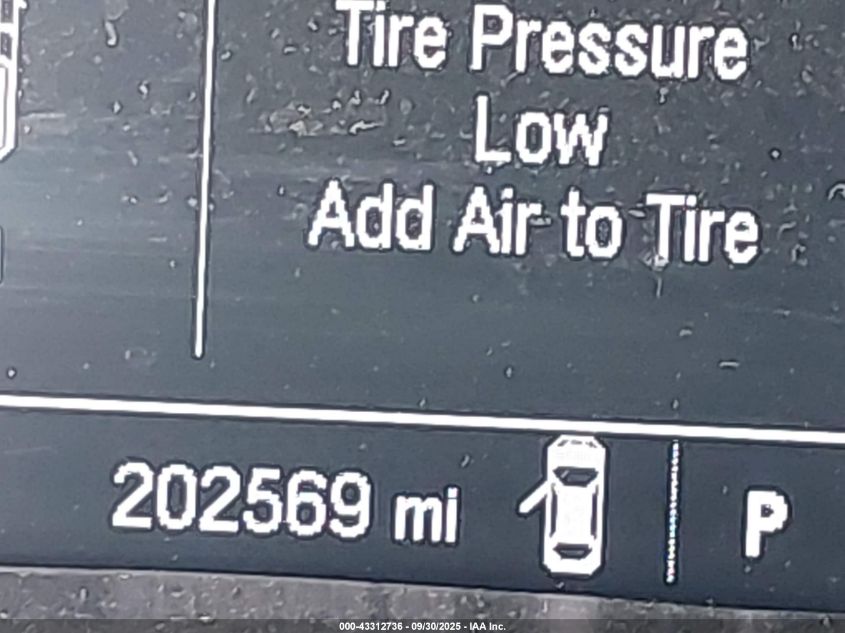 Tire Pressure
Low
Add Air to Tire
202569 mi
P
000-43312736 - 09/30/2025 - IAA Inc.